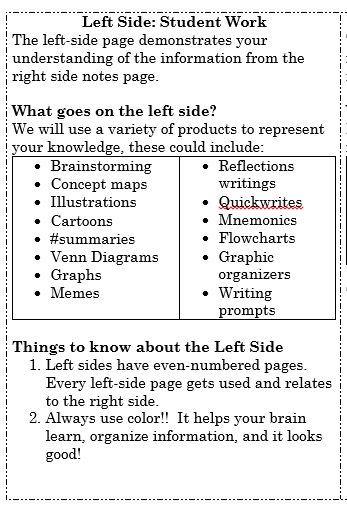 Left Side: Student Work
The left-side page demonstrates your
understanding of the information from the
right side notes page.
What goes on the left side?
We will use a variety of products to represent
your knowledge, these could include:
• Brainstorming
• Concept maps
• Illustrations
• Cartoons
• #summaries
• Venn Diagrams
• Graphs
• Memes
• Reflections
writings
• Quickwrites
• Mnemonics
• Flowcharts
• Graphic
organizers
• Writing
prompts
Things to know about the Left Side
1. Left sides have even-numbered pages.
Every left-side page gets used and relates
to the right side.
2. Always use color!!  It helps your brain
learn, organize information, and it looks
good!